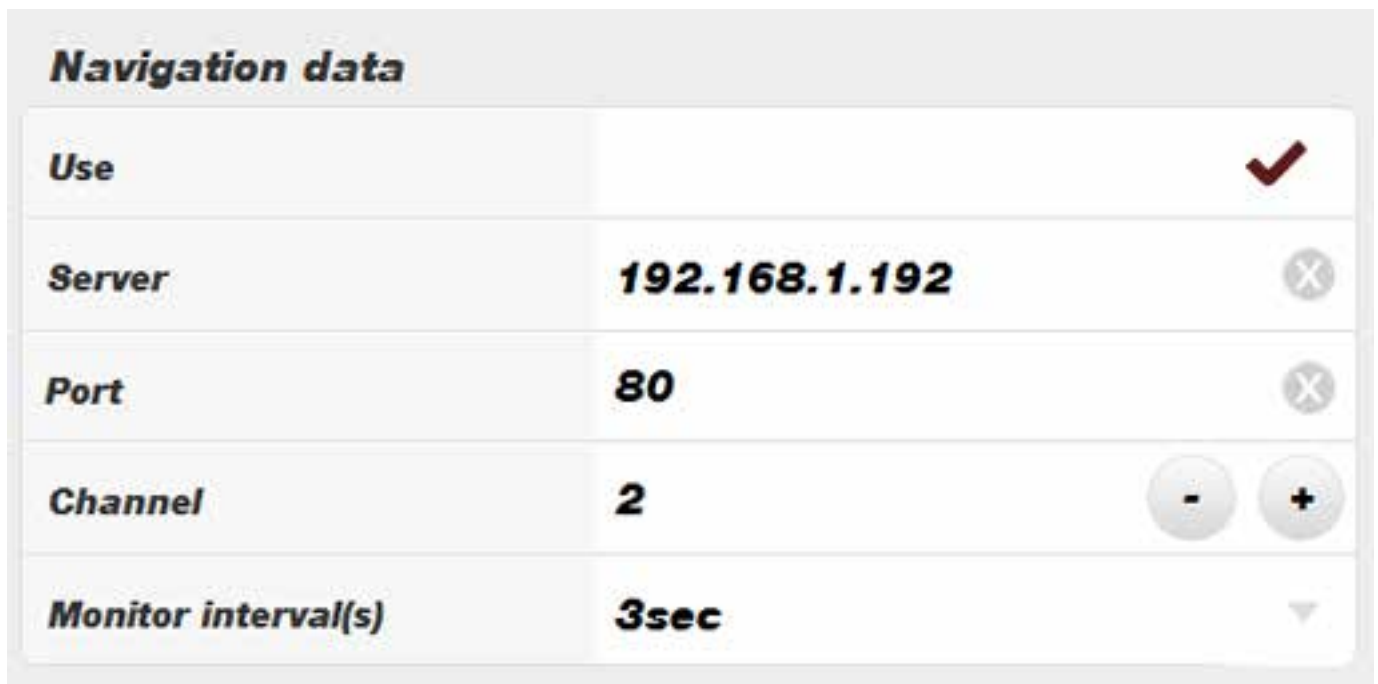 Navigation data
Use
Server 192.168.1.192
Port 80
Channel 2 - +
Monitor interval(s) 3sec